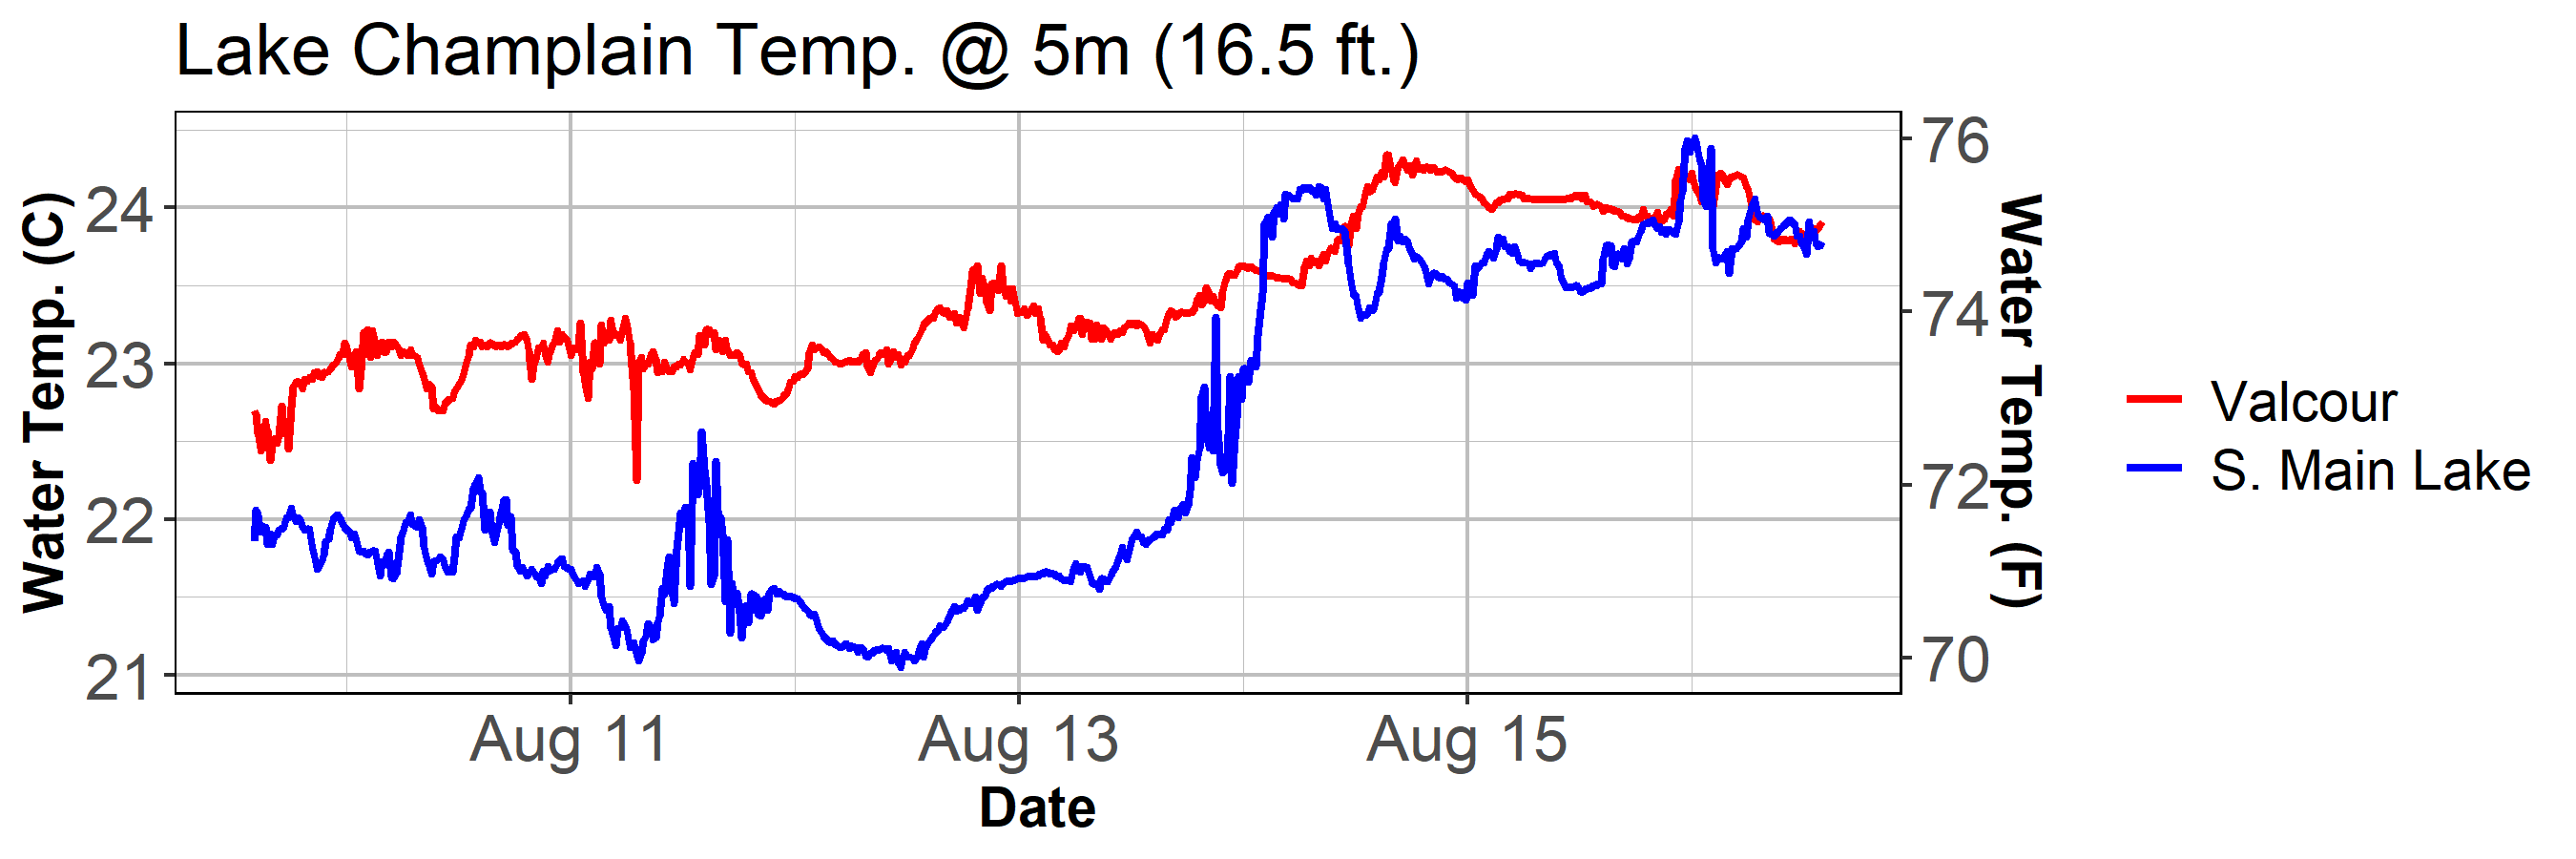 Lake Champlain Temp. @ 5m (16.5 ft.)
Water Temp. (C)
24
23
22
21
76
74
72
70
Water Temp. (F)
Aug 11
Aug 13
Aug 15
Date
Valcour
S. Main Lake